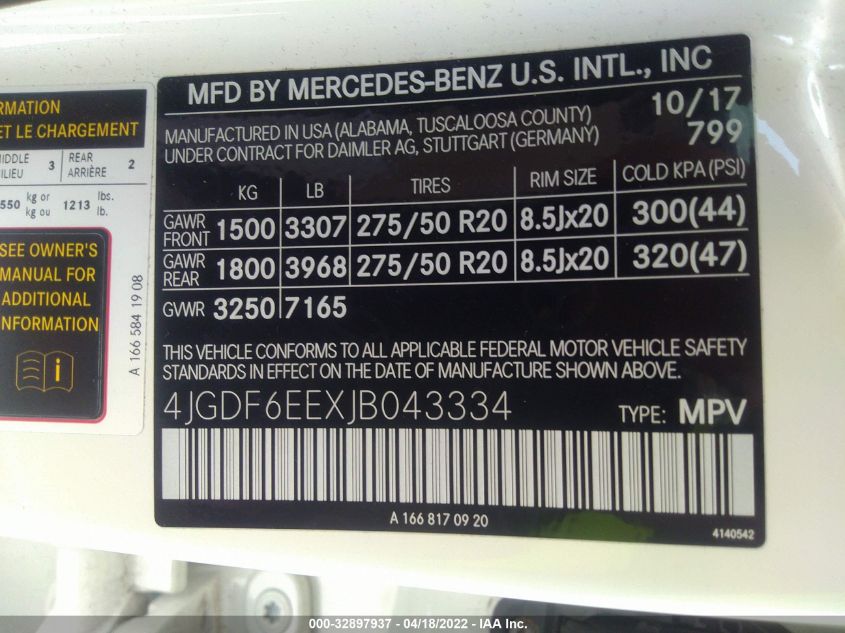 RMATION
ET LE CHARGEMENT
MIDDLE
MILIEU 3 REAR
ARRIÈRE 2
550 kg or
kg ou 1213 lbs.
lb.
SEE OWNER'S
MANUAL FOR
ADDITIONAL
INFORMATION
i
A 166 584 19 08
MFD BY MERCEDES-BENZ U.S. INTL., INC
10/17
MANUFACTURED IN USA (ALABAMA, TUSCALOOSA COUNTY)
UNDER CONTRACT FOR DAIMLER AG, STUTTGART (GERMANY)
799
KG LB TIRES RIM SIZE COLD KPA (PSI)
GAWR
FRONT 1500 3307 275/50 R20 8.5Jx20 300(44)
GAWR
REAR 1800 3968 275/50 R20 8.5Jx20 320(47)
GVWR 3250 7165
THIS VEHICLE CONFORMS TO ALL APPLICABLE FEDERAL MOTOR VEHICLE SAFETY
STANDARDS IN EFFECT ON THE DATE OF MANUFACTURE SHOWN ABOVE.
4JGDF6EEXJB043334 TYPE: MPV
A 166 817 09 20
4140542
000-32897937 - 04/18/2022 - IAA Inc.